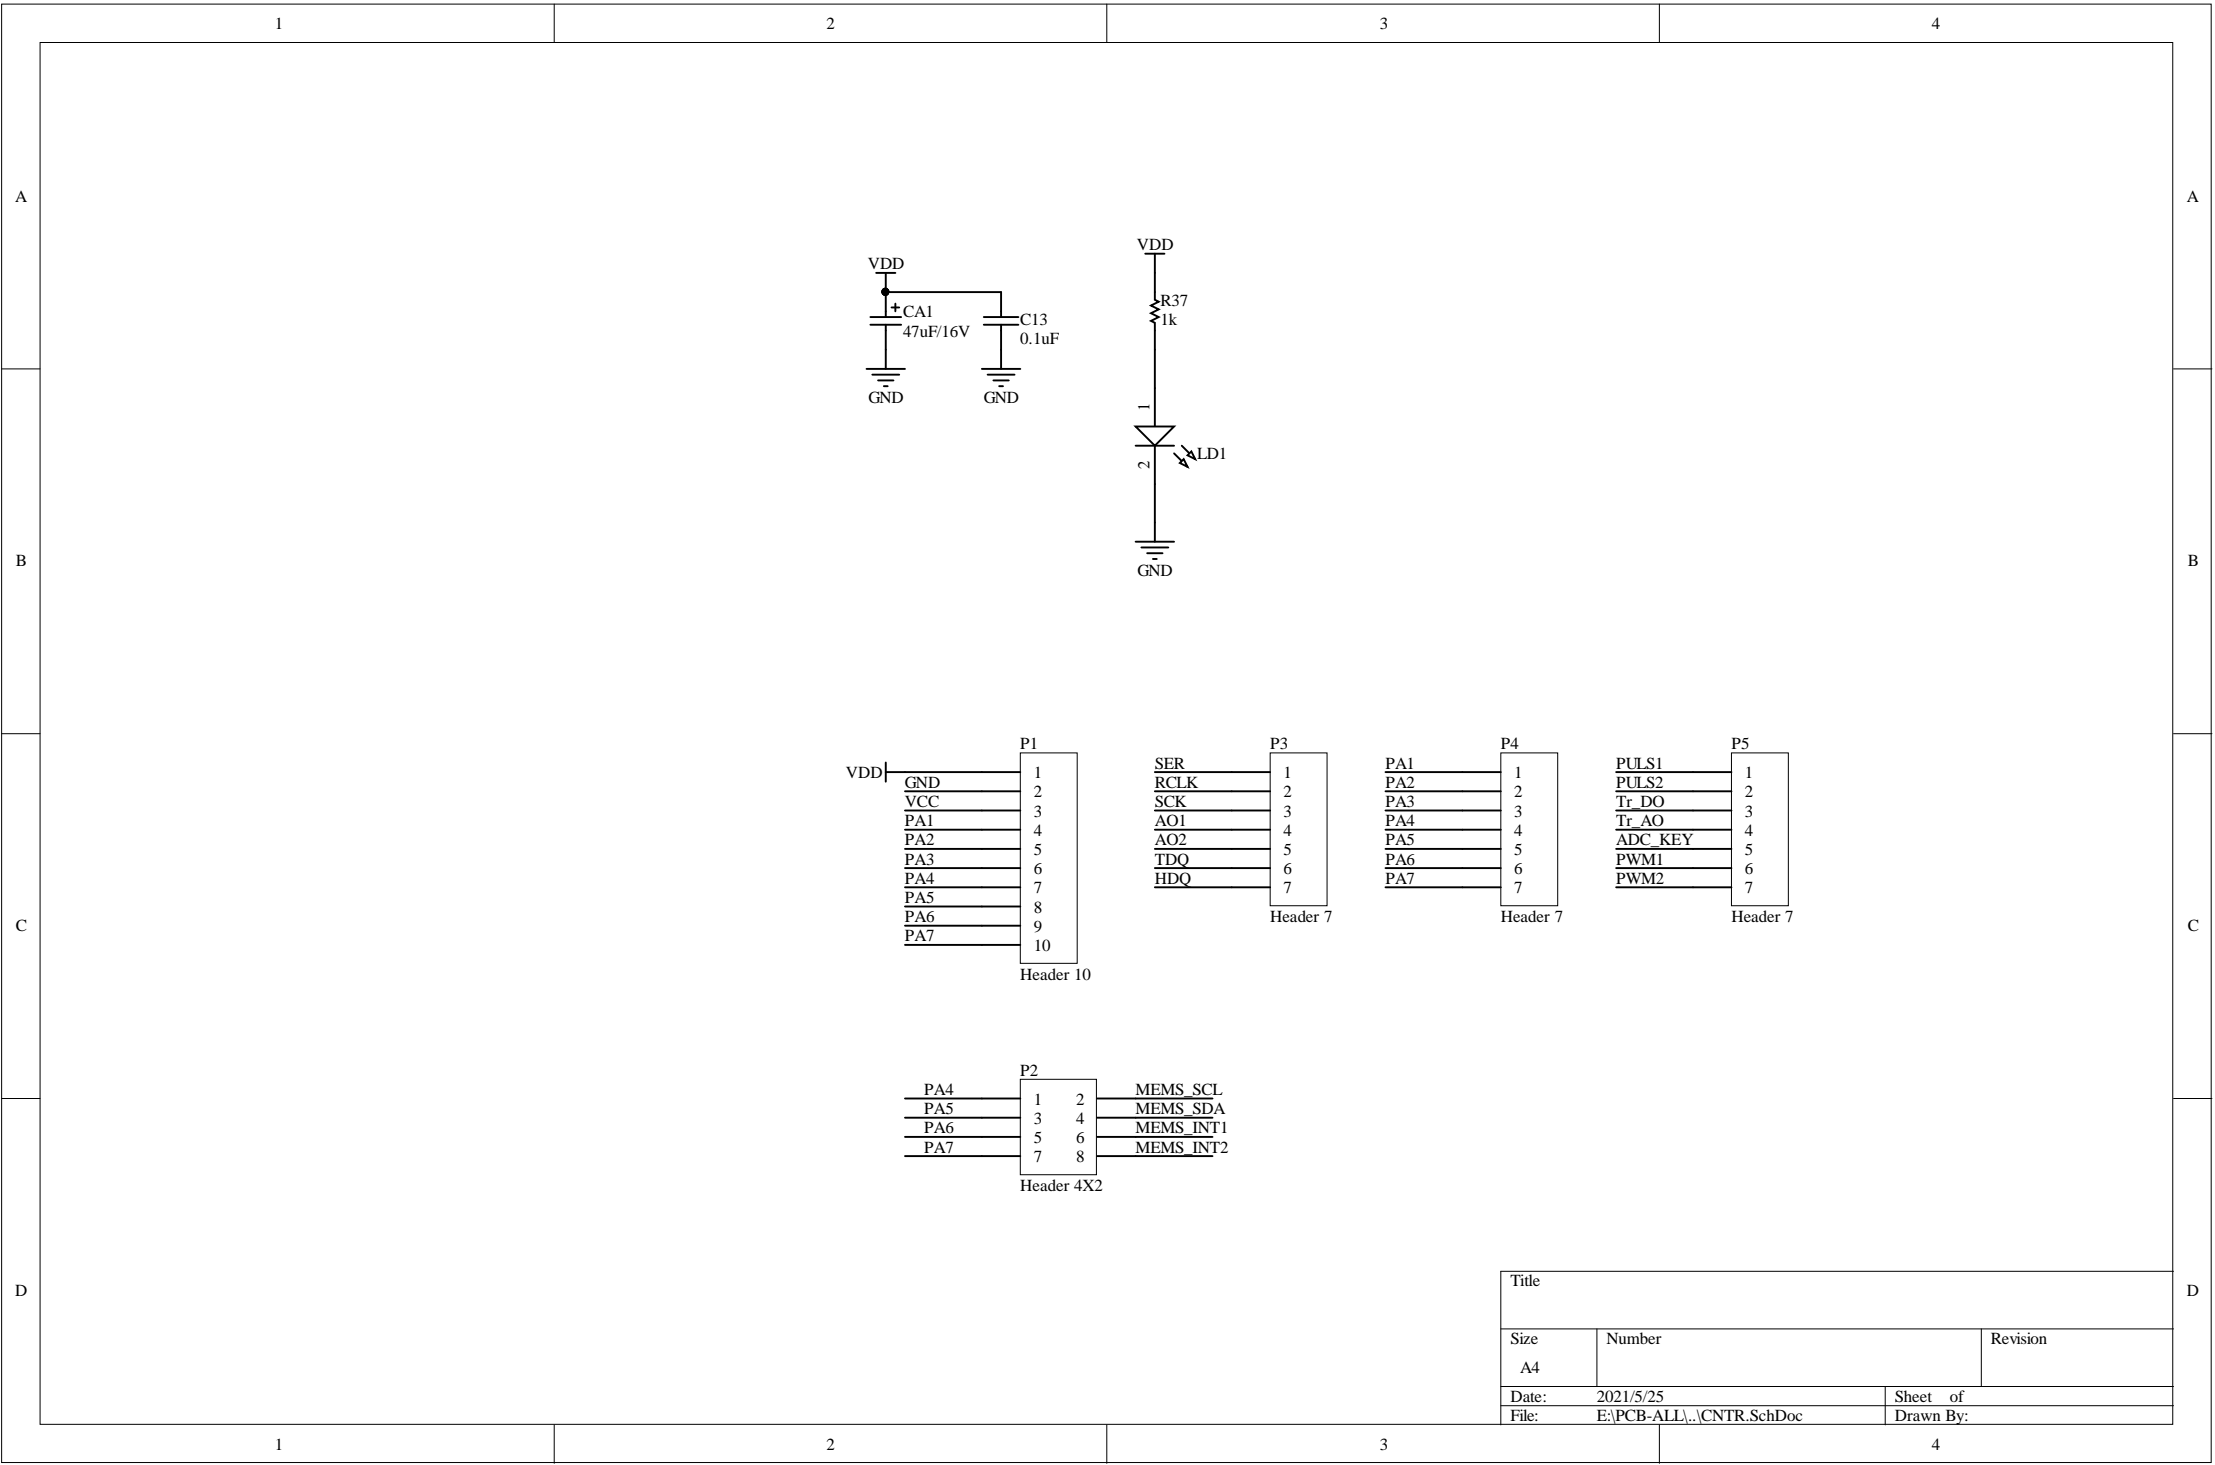 1 2 3 4
A A
VDD
VDD
R37
1k
+ CA1
47uF/16V
C13
0.1uF
GND GND
1
LD1
2
GND
B B
P1
VDD 1
GND 2
VCC 3
PA1 4
PA2 5
PA3 6
PA4 7
PA5 8
PA6 9
PA7 10
Header 10
P3
SER 1
RCLK 2
SCK 3
AO1 4
AO2 5
TDQ 6
HDQ 7
Header 7
P4
PA1 1
PA2 2
PA3 3
PA4 4
PA5 5
PA6 6
PA7 7
Header 7
P5
PULS1 1
PULS2 2
Tr_DO 3
Tr_AO 4
ADC_KEY 5
PWM1 6
PWM2 7
Header 7
C C
P2
PA4 1 2 MEMS_SCL
PA5 3 4 MEMS_SDA
PA6 5 6 MEMS_INT1
PA7 7 8 MEMS_INT2
Header 4X2
D D
Title
Size Number Revision
A4
Date: 2021/5/25 Sheet of
File: E:\PCB-ALL\..\CNTR.SchDoc Drawn By:
1 2 3 4